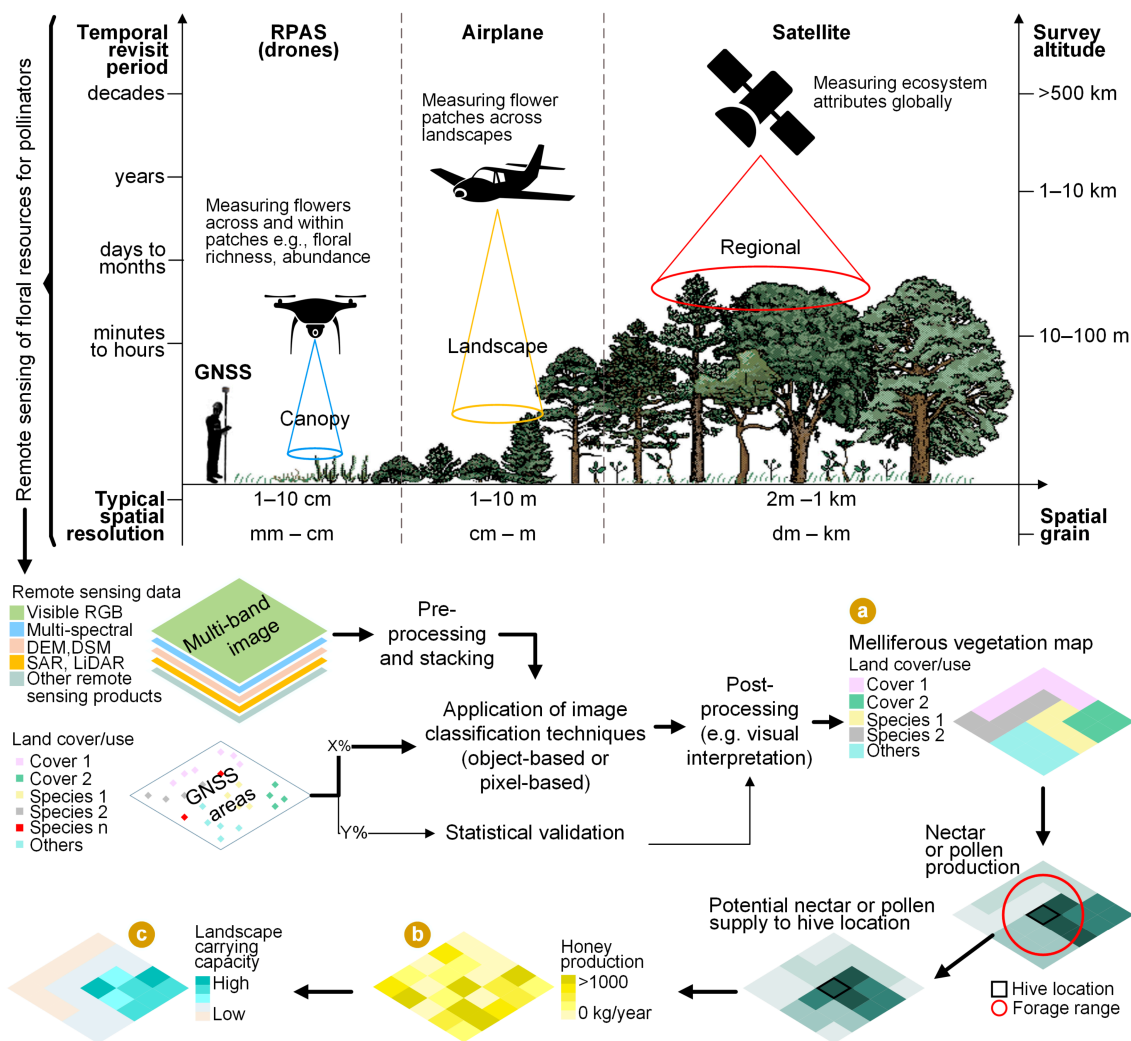 Remote sensing of floral resources for pollinators
Temporal
revisit
period
decades
years
days to
months
minutes
to hours
RPAS
(drones)
Measuring flowers
across and within
patches e.g., floral
richness, abundance
GNSS
Canopy
Airplane
Measuring flower
patches across
landscapes
Landscape
Satellite
Measuring ecosystem
attributes globally
Regional
Survey
altitude
>500 km
1–10 km
10–100 m
Typical
spatial
resolution
1–10 cm
mm – cm
1–10 m
cm – m
2m –1 km
dm – km
Spatial
grain
Remote sensing data
Visible RGB
Multi-spectral
DEM,DSM
SAR, LiDAR
Other remote
sensing products
Multi-band
image
Pre-
processing
and stacking
Land cover/use
Cover 1
Cover 2
Species 1
Species 2
Species n
Others
GNSS
areas
X%
Y%
Application of image
classification techniques
(object-based or
pixel-based)
Statistical validation
Post-
processing
(e.g. visual
interpretation)
a
Melliferous vegetation map
Land cover/use
Cover 1
Cover 2
Species 1
Species 2
Others
Nectar
or pollen
production
Hive location
Forage range
Potential nectar or pollen
supply to hive location
b
Honey
production
>1000
0 kg/year
c
Landscape
carrying
capacity
High
Low